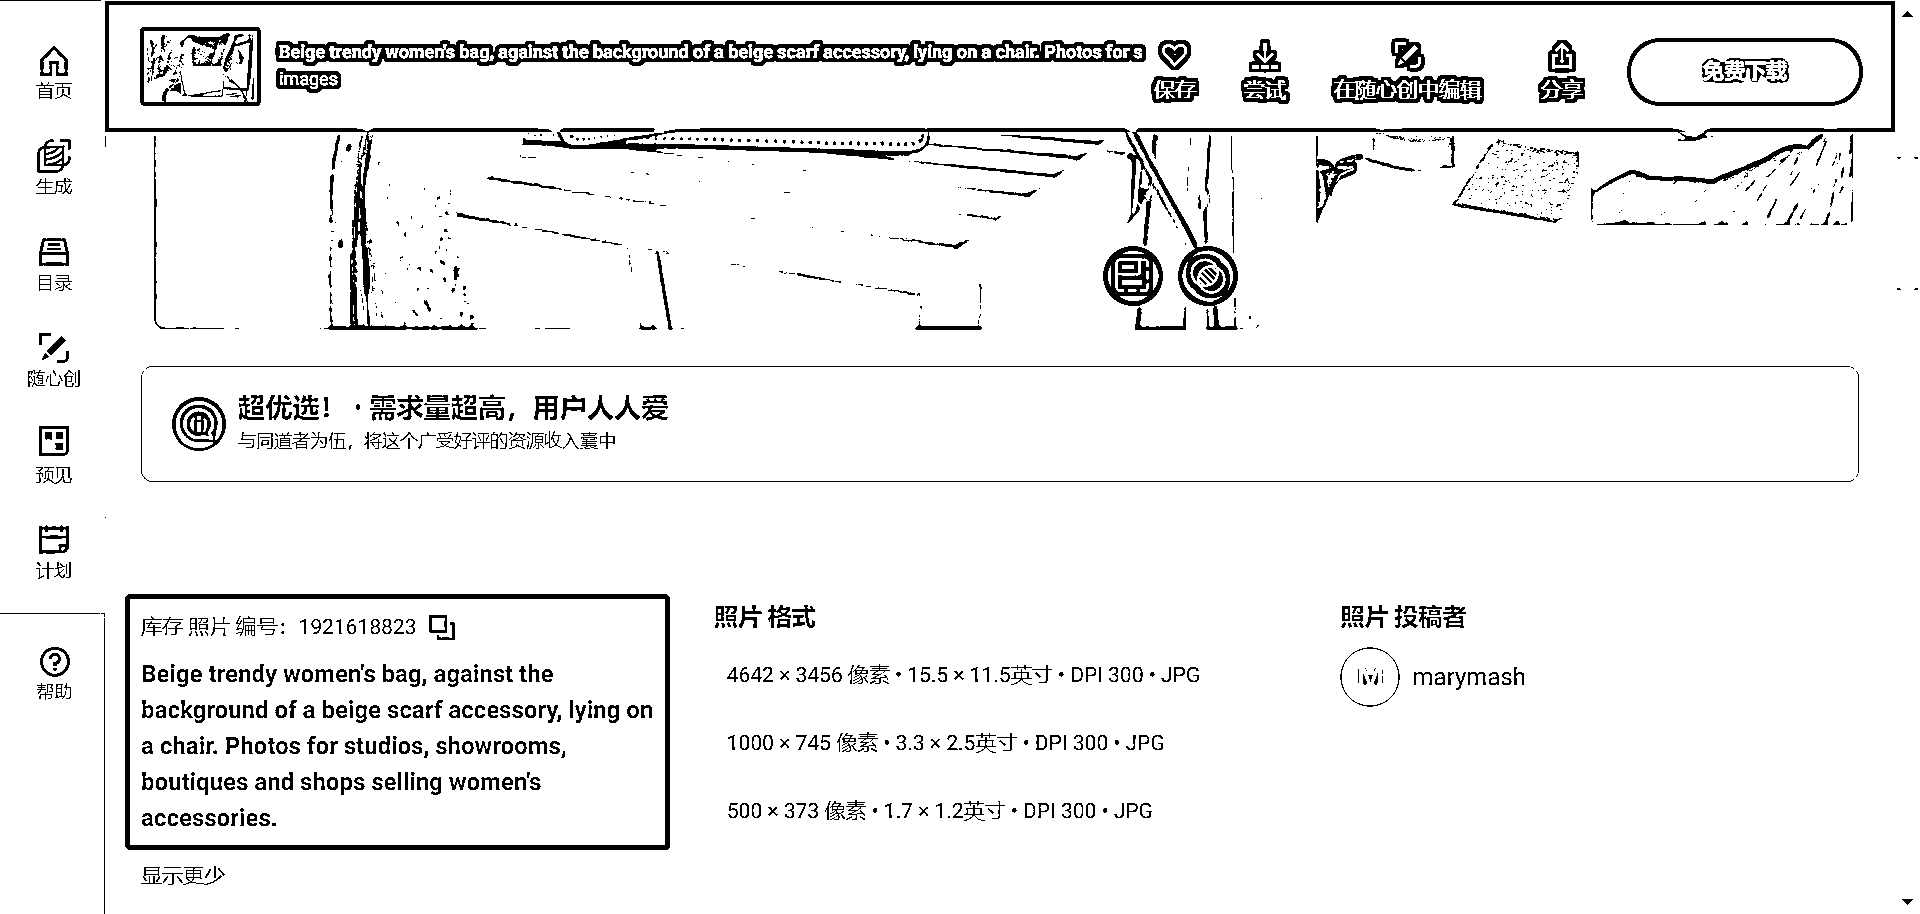 首页
生成
目录
随心创
预见
计划
帮助
Beige trendy women's bag, against the background of a beige scarf accessory, lying on a chair. Photos for s
images
保存
尝试
在随心创中编辑
分享
免费下载
超优选！ · 需求量超高，用户人人爱
与同道者为伍，将这个广受好评的资源收入囊中
库存 照片 编号：1921618823
Beige trendy women's bag, against the
background of a beige scarf accessory, lying on
a chair. Photos for studios, showrooms,
boutiques and shops selling women's
accessories.
显示更少
照片 格式
4642 × 3456 像素 • 15.5 × 11.5英寸 • DPI 300 • JPG
1000 × 745 像素 • 3.3 × 2.5英寸 • DPI 300 • JPG
500 × 373 像素 • 1.7 × 1.2英寸 • DPI 300 • JPG
照片 投稿者
M
marymash